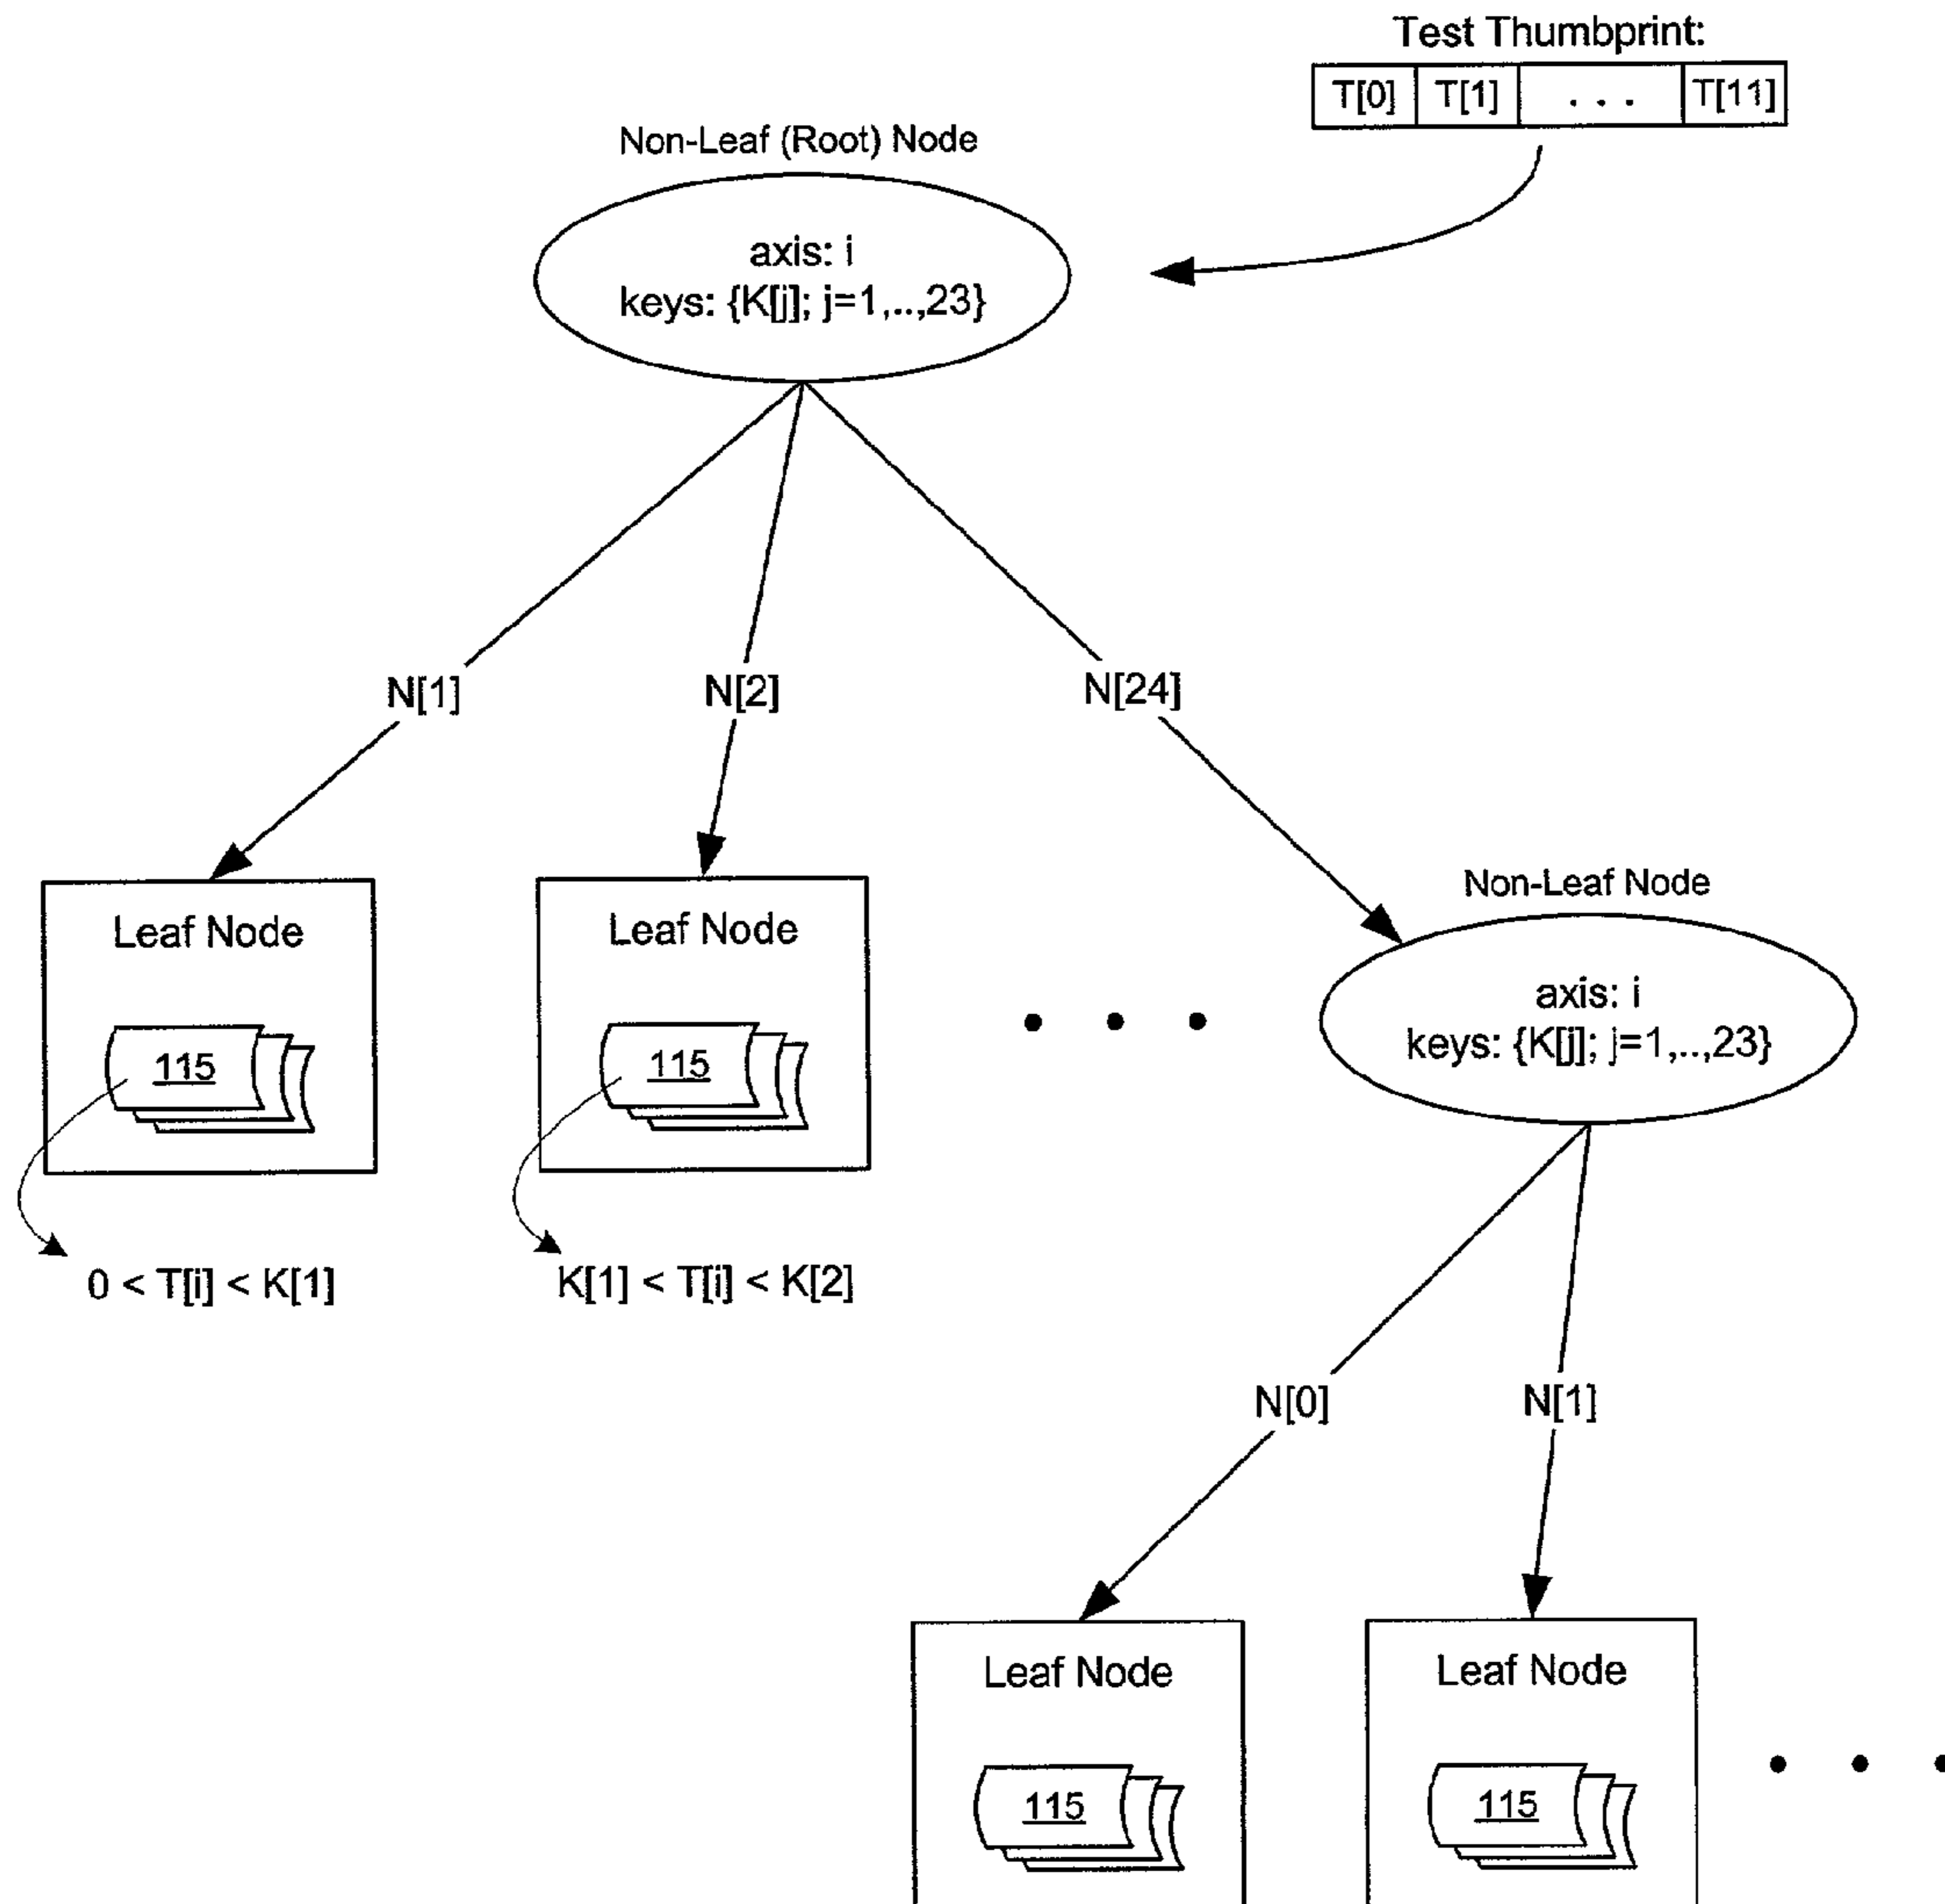 Test Thumbprint:
T[0] T[1] . . . T[11]
Non-Leaf (Root) Node
axis: i
keys: {K[j]; j=1,..,23}
N[1] N[2] N[24]
Non-Leaf Node
Leaf Node Leaf Node
axis: i
keys: {K[j]; j=1,..,23}
115 115
0 < T[i] < K[1] K[1] < T[i] < K[2]
N[0] N[1]
Leaf Node Leaf Node
115 115